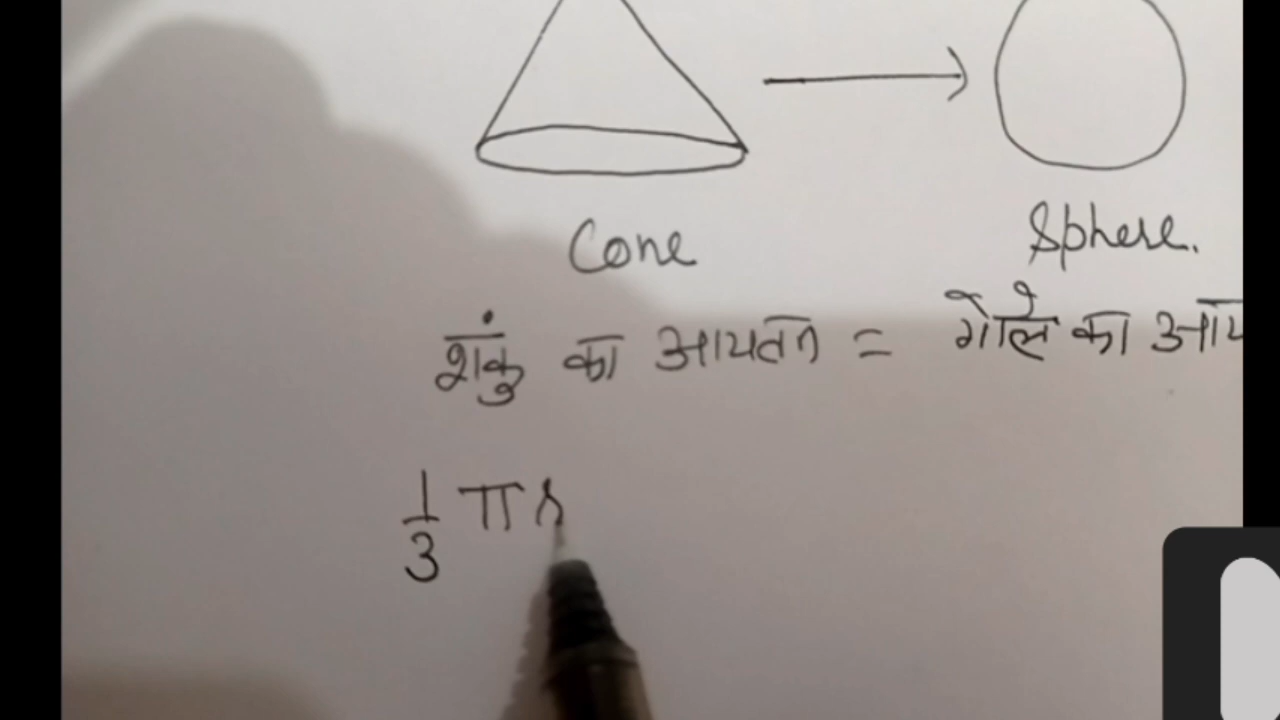 Cone
Sphere.
शंकु का आयतन = गोले का
1/3 π r